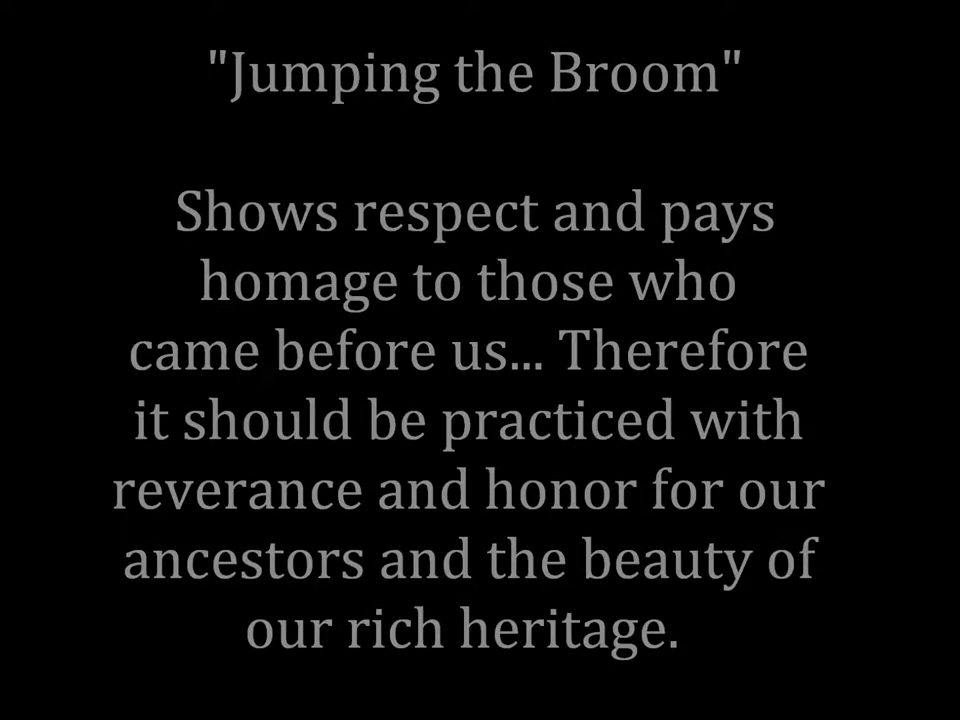 "Jumping the Broom"
Shows respect and pays
homage to those who
came before us... Therefore
it should be practiced with
reverance and honor for our
ancestors and the beauty of
our rich heritage.